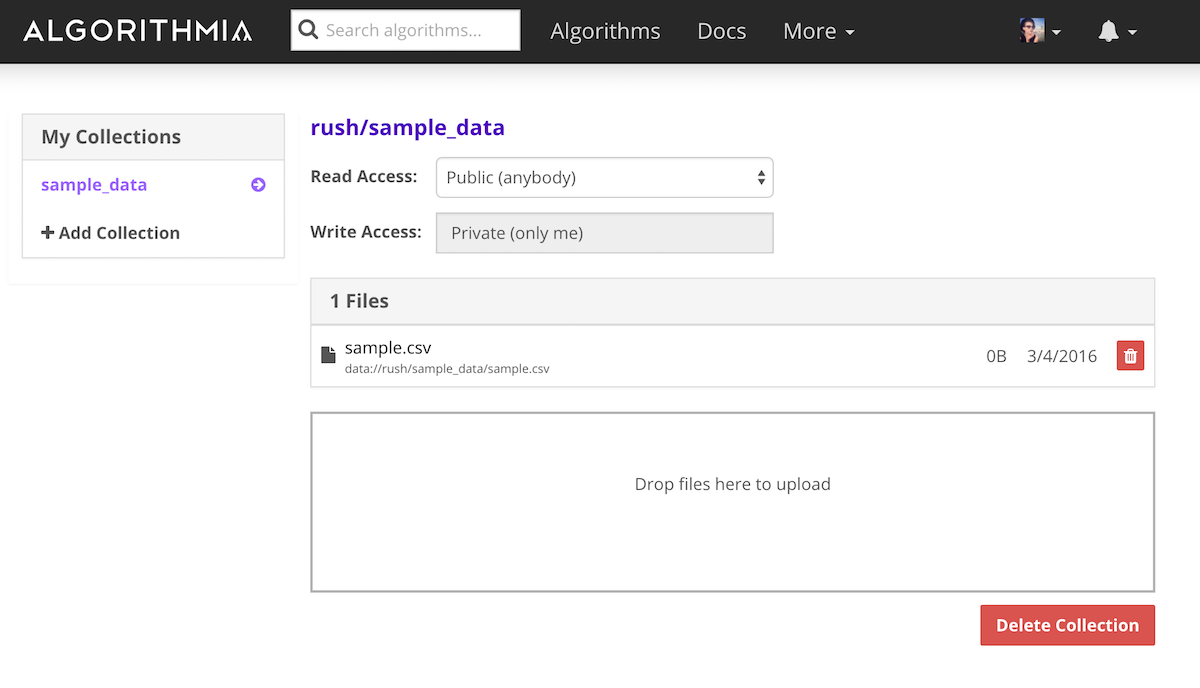 ALGORITHMIA
Search algorithms...
Algorithms
Docs
More
My Collections
sample_data
Add Collection
rush/sample_data
Read Access:
Public (anybody)
Write Access:
Private (only me)
1 Files
sample.csv
data://rush/sample_data/sample.csv
0B
3/4/2016
Drop files here to upload
Delete Collection